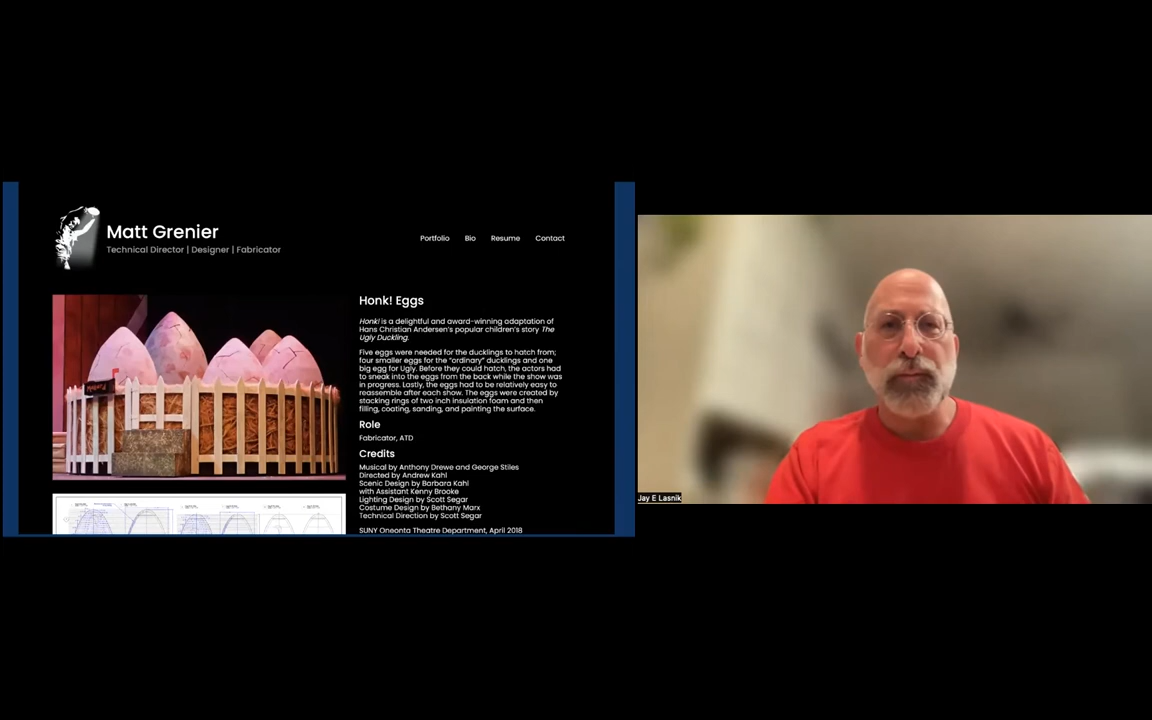 Matt Grenier
Technical Director | Designer | Fabricator
Portfolio Bio Resume Contact
Honk! Eggs
Honk! is a delightful and award-winning adaptation of
Hans Christian Andersen's popular children's story The
Ugly Duckling.
Five eggs were needed for the ducklings to hatch from;
four smaller eggs for the "ordinary" ducklings and one
big egg for Ugly. Before they could hatch, the actors had
to sneak into the eggs from the back while the show was
in progress. Lastly, the eggs had to be relatively easy to
reassemble after each show. The eggs were created by
stacking rings of two inch insulation foam and then
filling, coating, sanding, and painting the surface.
Role
Fabricator, ATD
Credits
Musical by Anthony Drewe and George Stiles
Directed by Andrew Kahl
Scenic Design by Barbara Kahl
with Assistant Kenny Brooke
Lighting Design by Scott Segar
Costume Design by Bethany Marx
Technical Direction by Scott Segar
SUNY Oneonta Theatre Department, April 2018
Jay E Lasnik